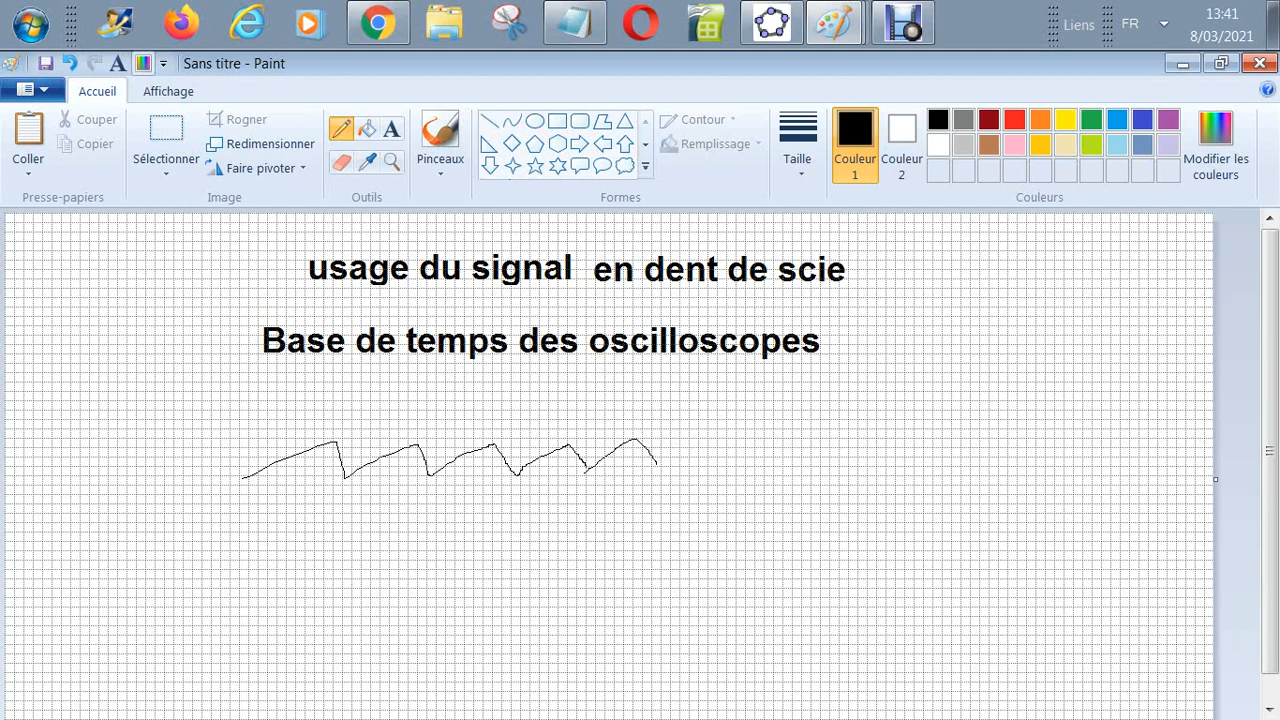 13:41
Liens
FR
8/03/2021
Sans titre - Paint
Accueil
Affichage
Coller
Couper
Copier
Presse-papiers
Sélectionner
Rogner
Redimensionner
Faire pivoter
Image
A
Outils
Pinceaux
Contour
Remplissage
Formes
Taille
Couleur 1
Couleur 2
Modifier les couleurs
Couleurs
usage du signal en dent de scie
Base de temps des oscilloscopes